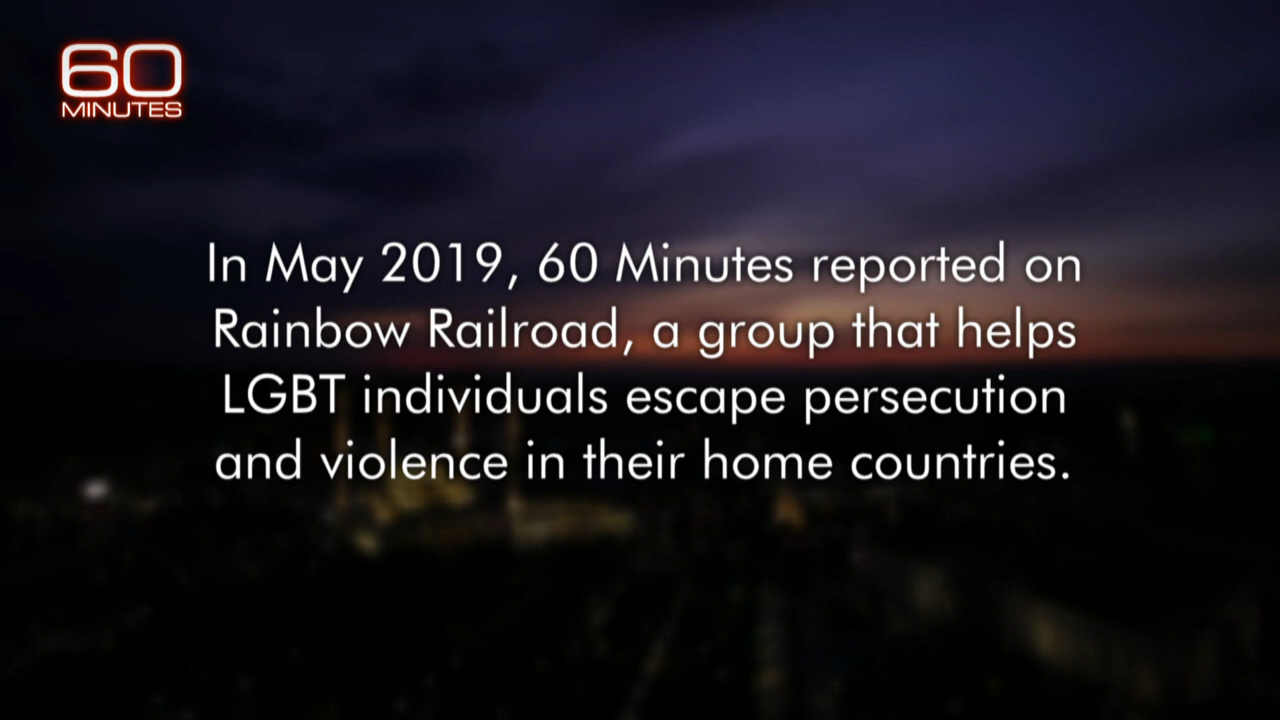 60
MINUTES
In May 2019, 60 Minutes reported on
Rainbow Railroad, a group that helps
LGBT individuals escape persecution
and violence in their home countries.